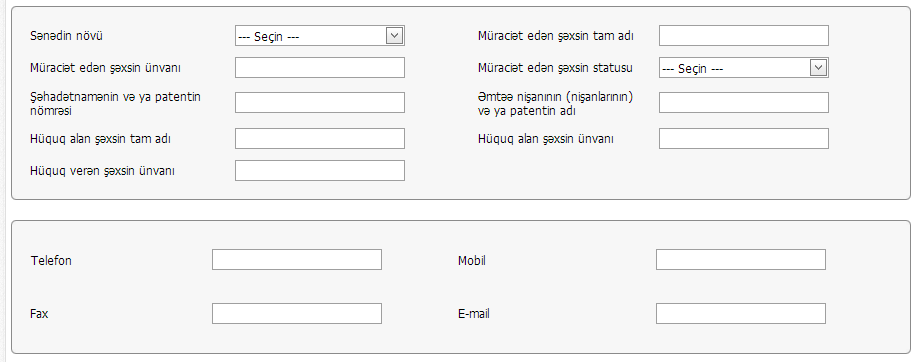 Sənədin növü
--- Seçin ---
Müraciət edən şəxsin tam adı
Müraciət edən şəxsin ünvanı
Müraciət edən şəxsin statusu
--- Seçin ---
Şəhadətnamənin və ya patentin
nömrəsi
Əmtəə nişanının (nişanlarının)
və ya patentin adı
Hüquq alan şəxsin tam adı
Hüquq alan şəxsin ünvanı
Hüquq verən şəxsin ünvanı
Telefon
Mobil
Fax
E-mail